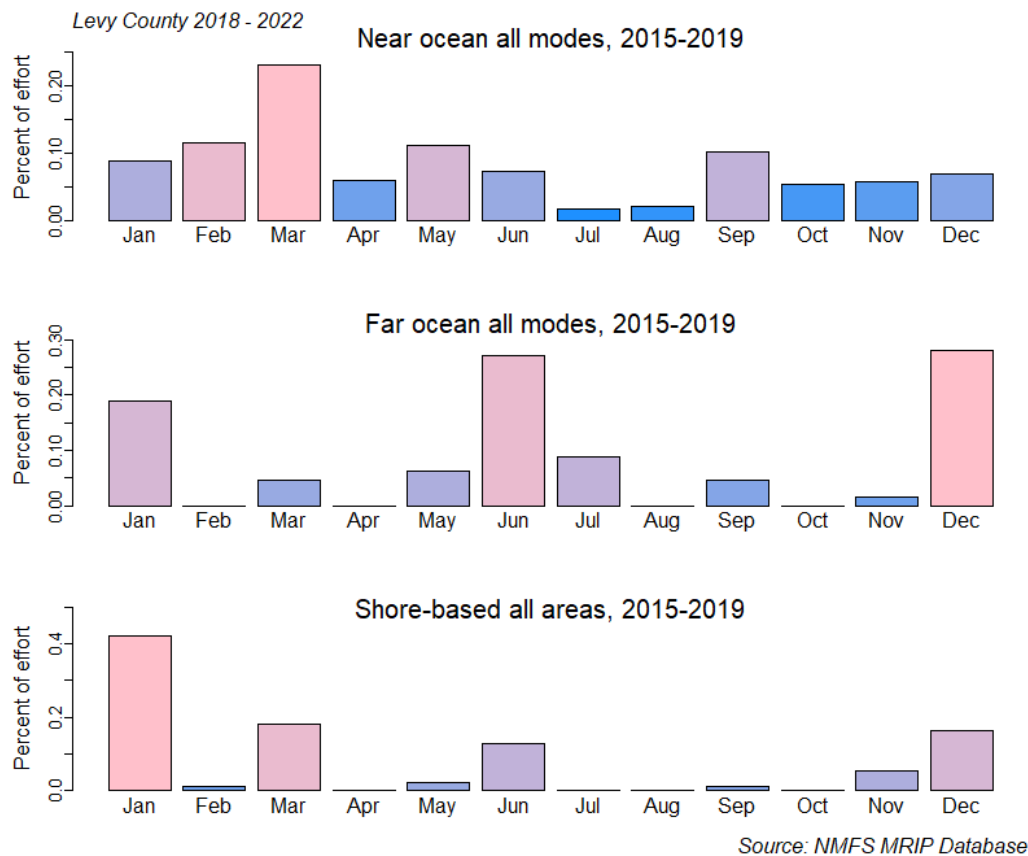 Levy County 2018 - 2022
Near ocean all modes, 2015-2019
Percent of effort
0.00 0.10 0.20
Jan Feb Mar Apr May Jun Jul Aug Sep Oct Nov Dec
Far ocean all modes, 2015-2019
Percent of effort
0.00 0.10 0.20 0.30
Jan Feb Mar Apr May Jun Jul Aug Sep Oct Nov Dec
Shore-based all areas, 2015-2019
Percent of effort
0.0 0.2 0.4
Jan Feb Mar Apr May Jun Jul Aug Sep Oct Nov Dec
Source: NMFS MRIP Database